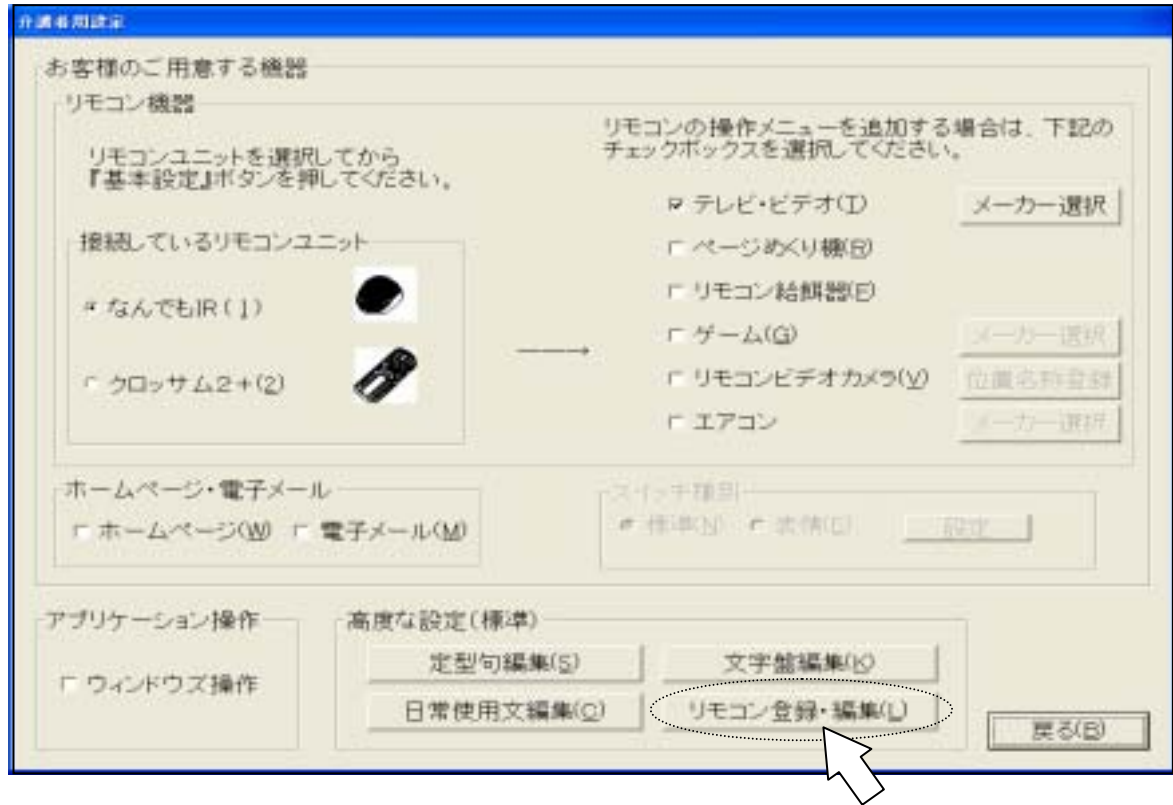 介護者用設定
お客様のご用意する機器
リモコン機器
リモコンユニットを選択してから
『基本設定』ボタンを押してください。
リモコンの操作メニューを追加する場合は、下記の
チェックボックスを選択してください。
接続しているリモコンユニット
なんでもIR(1)
クロッサム2+(2)
テレビ・ビデオ(T) メーカー選択
ページめくり機(R)
リモコン給餌器(E)
ゲーム(G) メーカー選択
リモコンビデオカメラ(V) 位置名称登録
エアコン メーカー選択
ホームページ・電子メール
ホームページ(W) 電子メール(M)
スイッチ種別
標準(N) 設定
アプリケーション操作
ウィンドウズ操作
高度な設定(標準)
定型句編集(S) 文字盤編集(K)
日常使用文編集(C) リモコン登録・編集(L)
戻る(B)